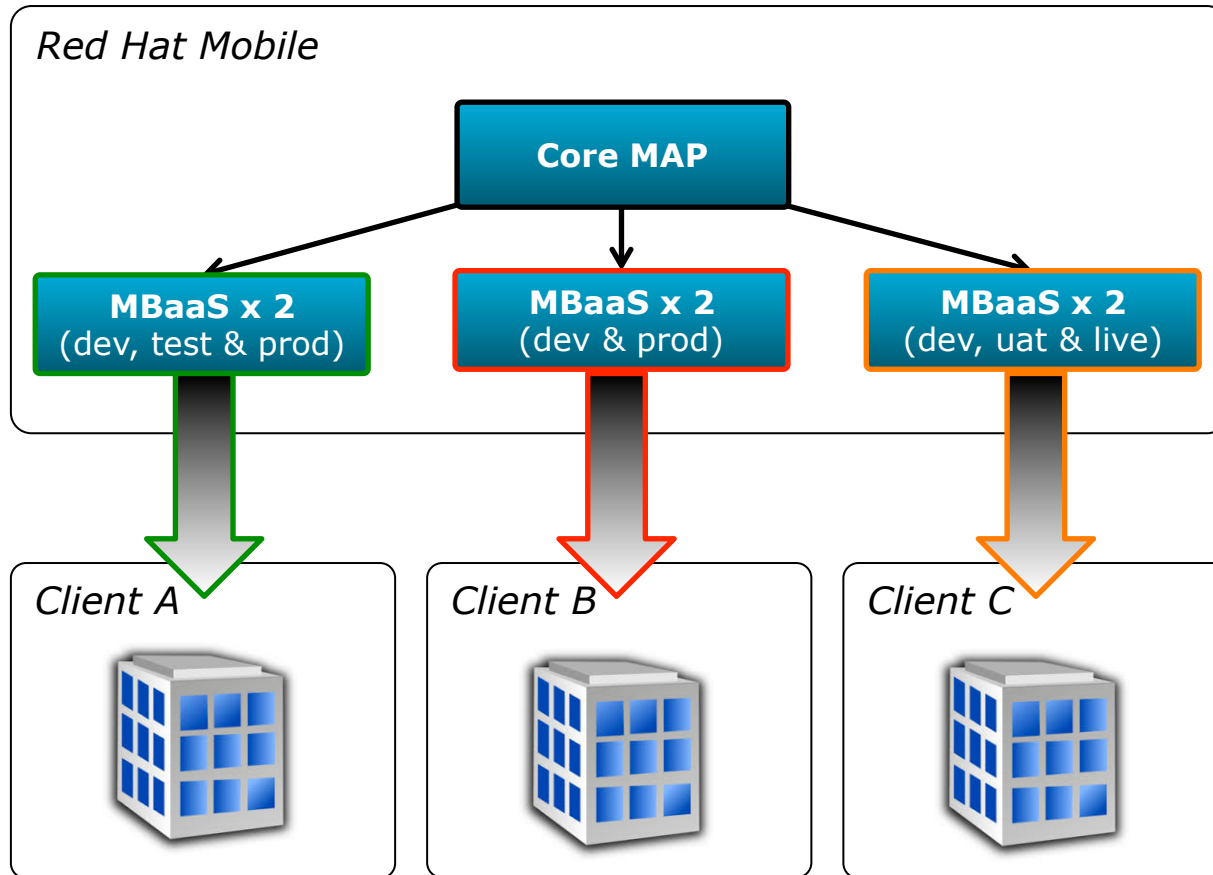 Red Hat Mobile
Core MAP
MBaaS x 2
(dev, test & prod)
MBaaS x 2
(dev & prod)
MBaaS x 2
(dev, uat & live)
Client A
Client B
Client C